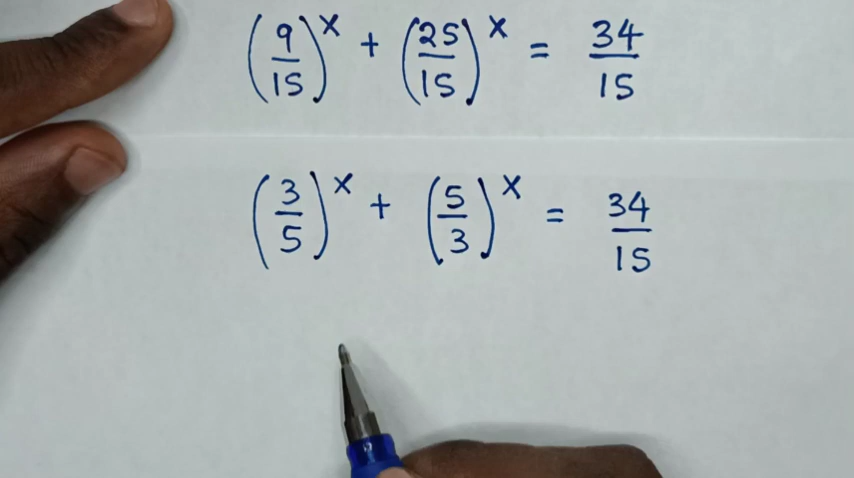 (9/15)^x + (25/15)^x = 34/15
(3/5)^x + (5/3)^x = 34/15